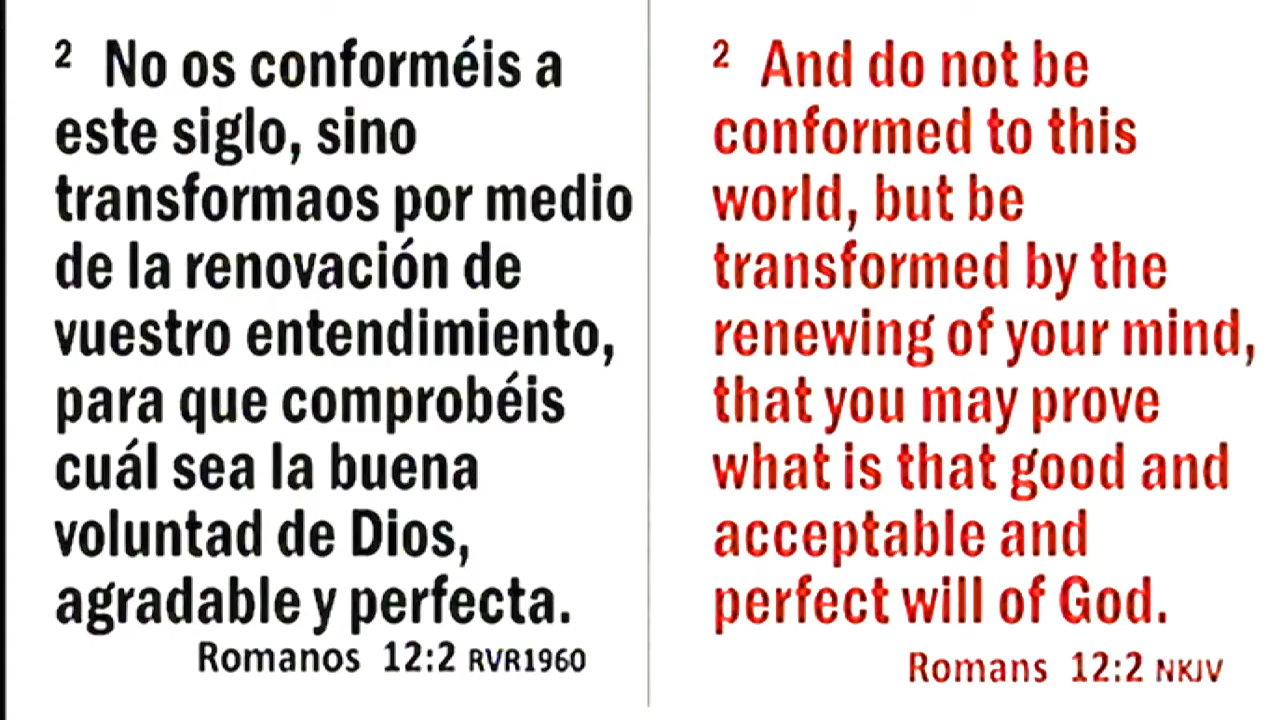 2 No os conforméis a
este siglo, sino
transformaos por medio
de la renovación de
vuestro entendimiento,
para que comprobéis
cuál sea la buena
voluntad de Dios,
agradable y perfecta.
Romanos 12:2 RVR1960
2 And do not be
conformed to this
world, but be
transformed by the
renewing of your mind,
that you may prove
what is that good and
acceptable and
perfect will of God.
Romans 12:2 NKJV